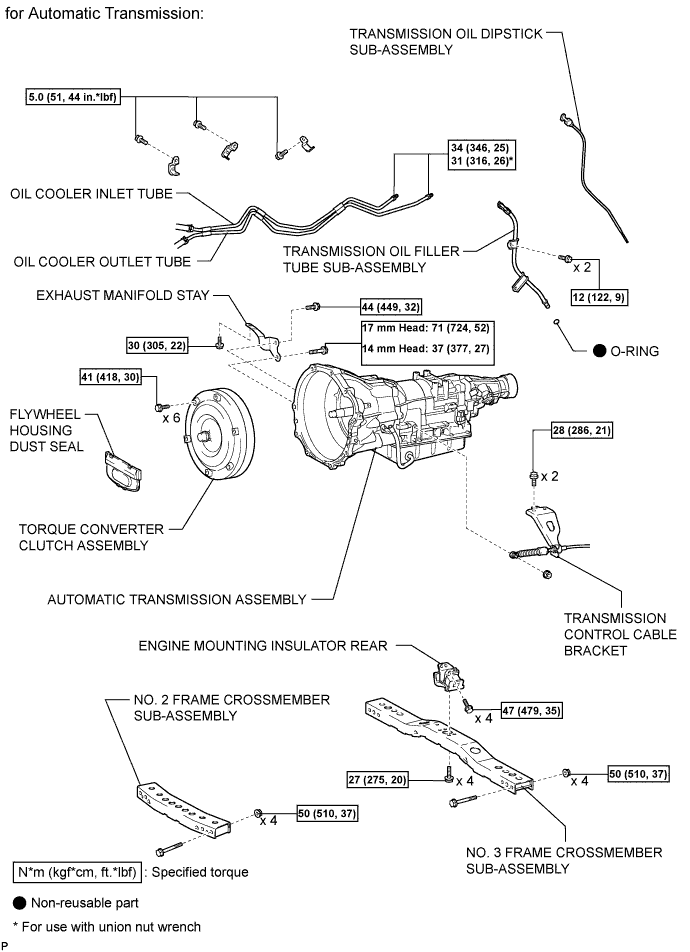 for Automatic Transmission:
TRANSMISSION OIL DIPSTICK
SUB-ASSEMBLY
5.0 (51, 44 in.*lbf)
34 (346, 25)
31 (316, 26)*
OIL COOLER INLET TUBE
OIL COOLER OUTLET TUBE
TRANSMISSION OIL FILLER
TUBE SUB-ASSEMBLY
x 2
12 (122, 9)
EXHAUST MANIFOLD STAY
44 (449, 32)
17 mm Head: 71 (724, 52)
14 mm Head: 37 (377, 27)
30 (305, 22)
O-RING
41 (418, 30)
x 6
FLYWHEEL
HOUSING
DUST SEAL
28 (286, 21)
x 2
TORQUE CONVERTER
CLUTCH ASSEMBLY
AUTOMATIC TRANSMISSION ASSEMBLY
TRANSMISSION
CONTROL CABLE
BRACKET
ENGINE MOUNTING INSULATOR REAR
NO. 2 FRAME CROSSMEMBER
SUB-ASSEMBLY
x 4
47 (479, 35)
27 (275, 20)
x 4
x 4
50 (510, 37)
x 4
50 (510, 37)
NO. 3 FRAME CROSSMEMBER
SUB-ASSEMBLY
N*m (kgf*cm, ft.*lbf) : Specified torque
Non-reusable part
* For use with union nut wrench
P